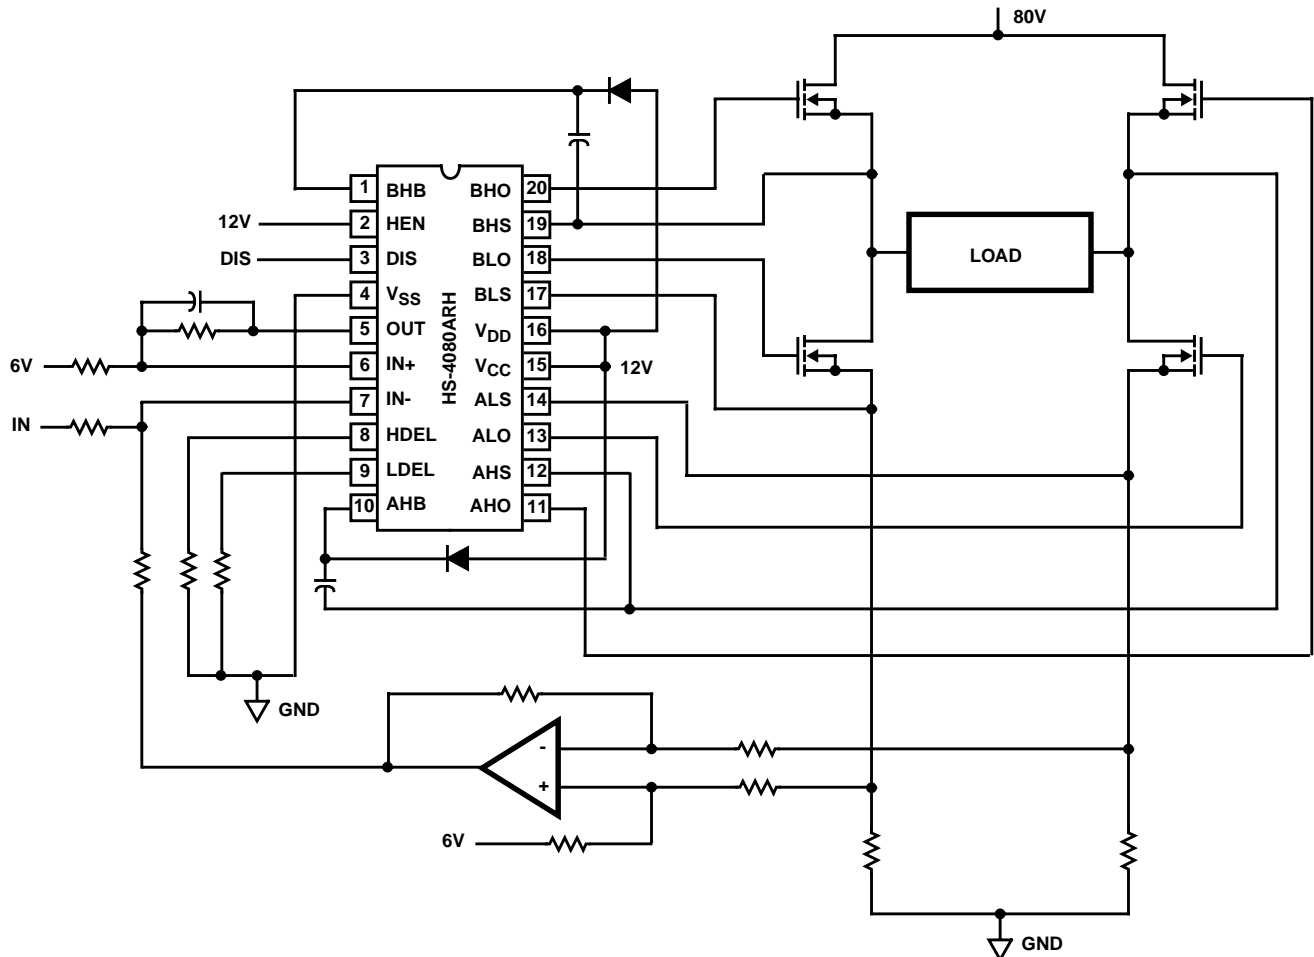 80V
1 BHB BHO 20
12V 2 HEN BHS 19
DIS 3 DIS BLO 18
4 VSS BLS 17
5 OUT VDD 16
6V 6 IN+ VCC 15 12V
IN 7 IN- ALS 14
8 HDEL ALO 13
9 LDEL AHS 12
10 AHB AHO 11
HS-4080ARH
LOAD
GND
-
+
6V
GND